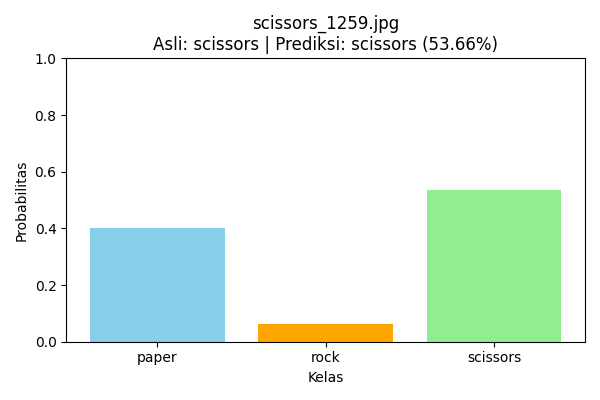 scissors_1259.jpg
Asli: scissors | Prediksi: scissors (53.66%)
1.0
0.8
0.6
0.4
0.2
0.0
Probabilitas
paper rock scissors
Kelas